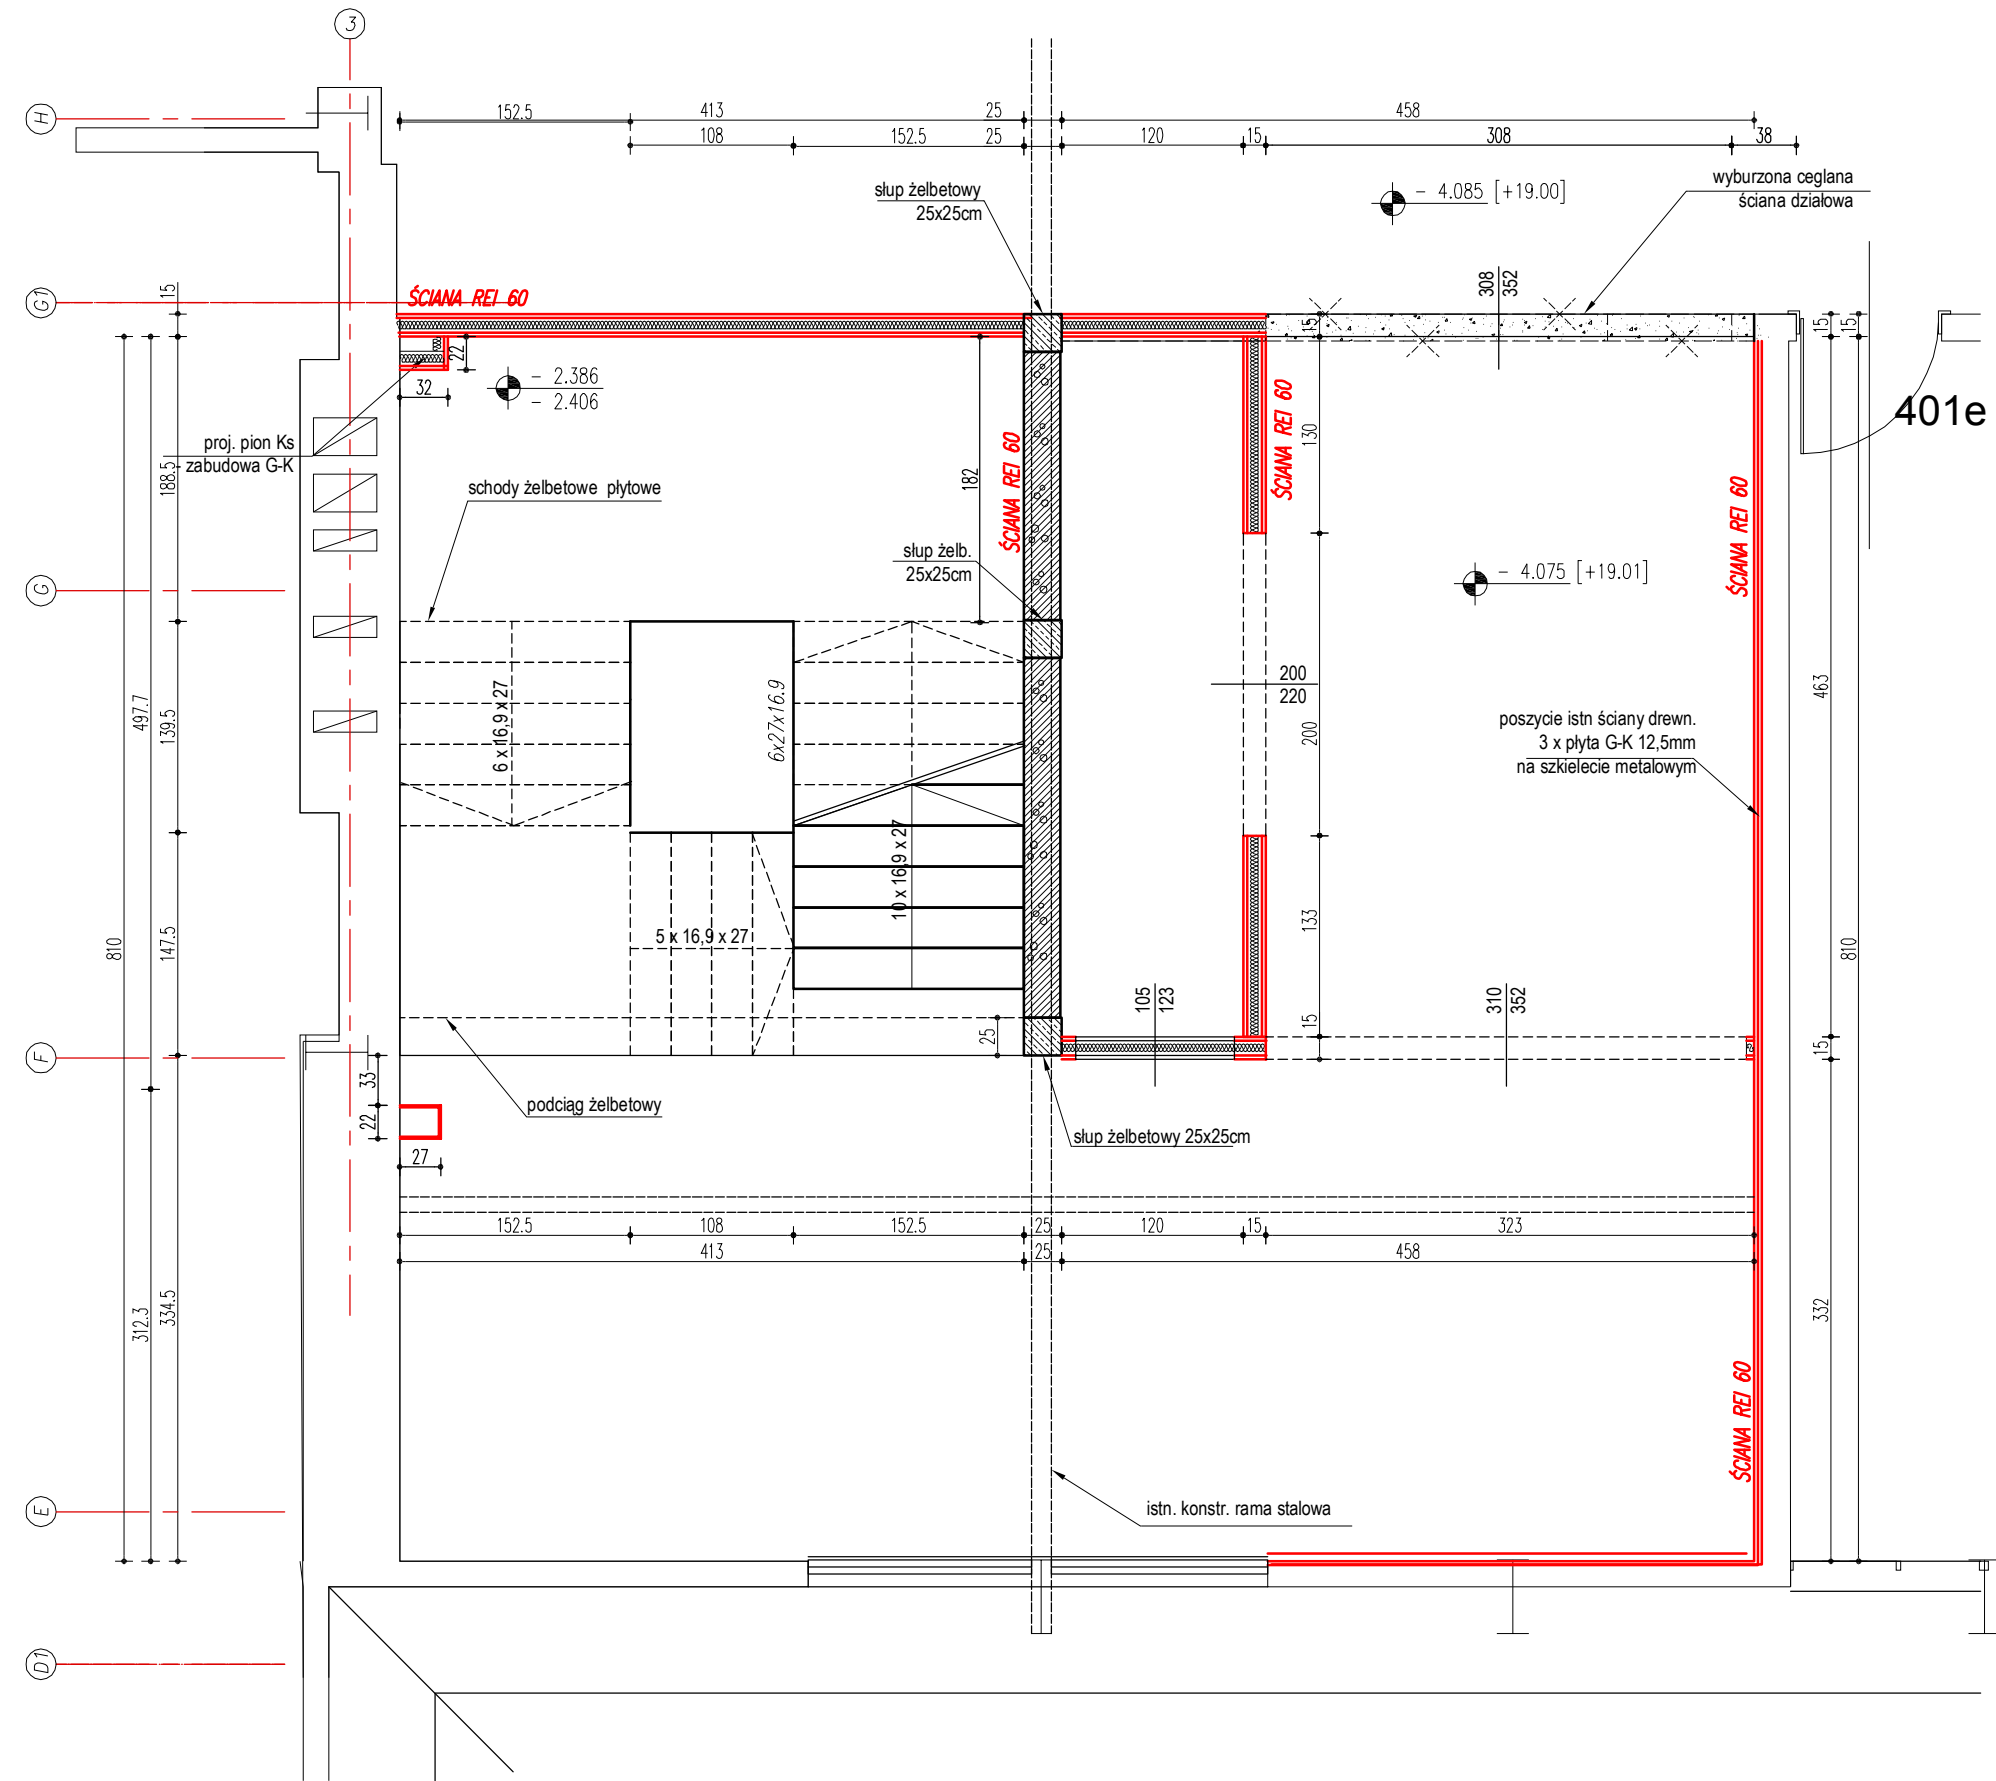 3
H
152.5
413
25
458
108
152.5
25
120
15
308
38
słup żelbetowy
25x25cm
- 4.085 [+19.00]
wyburzona ceglana
ściana działowa
G1
15
ŚCIANA REI 60
308
352
15
15
15
22
32
- 2.386
- 2.406
401e
proj. pion Ks
zabudowa G-K
188.5
schody żelbetowe płytowe
182
ŚCIANA REI 60
ŚCIANA REI 60
130
ŚCIANA REI 60
słup żelb.
25x25cm
- 4.075 [+19.01]
G
497.7
139.5
6 x 16,9 x 27
6x27x16.9
200
220
200
463
poszycie istn ściany drewn.
3 x płyta G-K 12,5mm
na szkielecie metalowym
10 x 16,9 x 27
5 x 16,9 x 27
133
810
147.5
810
105
123
310
352
15
15
25
F
33
22
27
podciąg żelbetowy
słup żelbetowy 25x25cm
152.5
108
152.5
25
120
15
323
413
25
458
312.3
334.5
332
ŚCIANA REI 60
E
istn. konstr. rama stalowa
D1